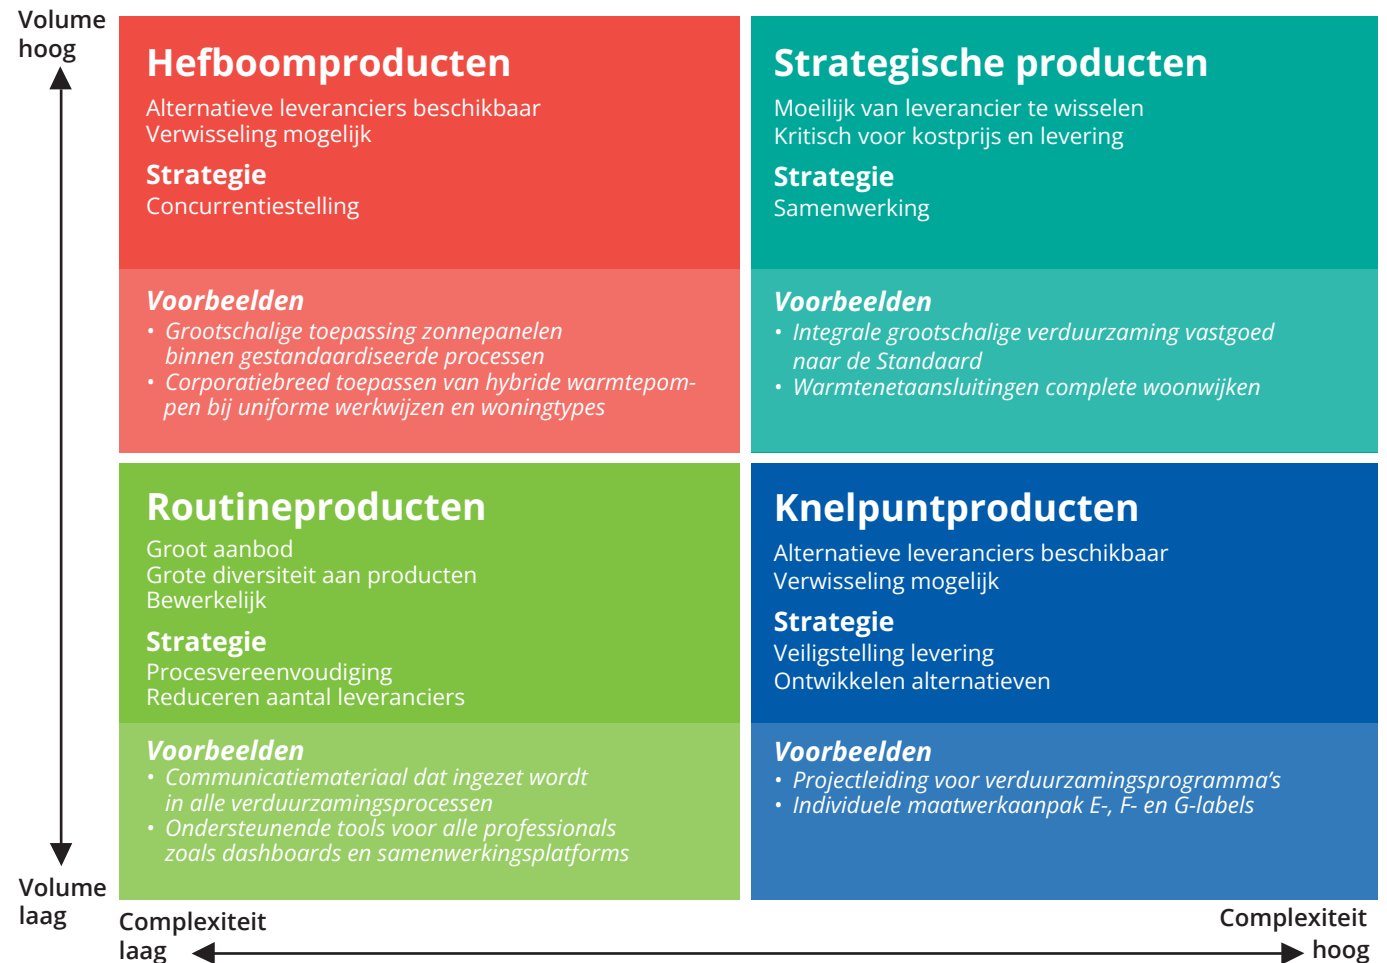 Volume
hoog
Hefboomproducten
Alternatieve leveranciers beschikbaar
Verwisseling mogelijk
Strategie
Concurrentiestelling
Voorbeelden
• Grootschalige toepassing zonnepanelen
binnen gestandaardiseerde processen
• Corporatiebreed toepassen van hybride warmtepom-
pen bij uniforme werkwijzen en woningtypes
Strategische producten
Moeilijk van leverancier te wisselen
Kritisch voor kostprijs en levering
Strategie
Samenwerking
Voorbeelden
• Integrale grootschalige verduurzaming vastgoed
naar de Standaard
• Warmtenetaansluitingen complete woonwijken
Routineproducten
Groot aanbod
Grote diversiteit aan producten
Bewerkelijk
Strategie
Procesvereenvoudiging
Reduceren aantal leveranciers
Voorbeelden
• Communicatiemateriaal dat ingezet wordt
in alle verduurzamingsprocessen
• Ondersteunende tools voor alle professionals
zoals dashboards en samenwerkingsplatforms
Knelpuntproducten
Alternatieve leveranciers beschikbaar
Verwisseling mogelijk
Strategie
Veiligstelling levering
Ontwikkelen alternatieven
Voorbeelden
• Projectleiding voor verduurzamingsprogramma's
• Individuele maatwerkaanpak E-, F- en G-labels
Volume
laag
Complexiteit
laag
Complexiteit
hoog